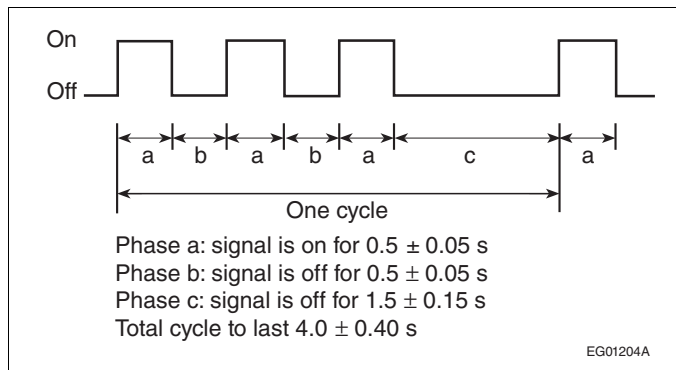 On
Off
a b a b a c a
One cycle
Phase a: signal is on for 0.5 ± 0.05 s
Phase b: signal is off for 0.5 ± 0.05 s
Phase c: signal is off for 1.5 ± 0.15 s
Total cycle to last 4.0 ± 0.40 s
EG01204A